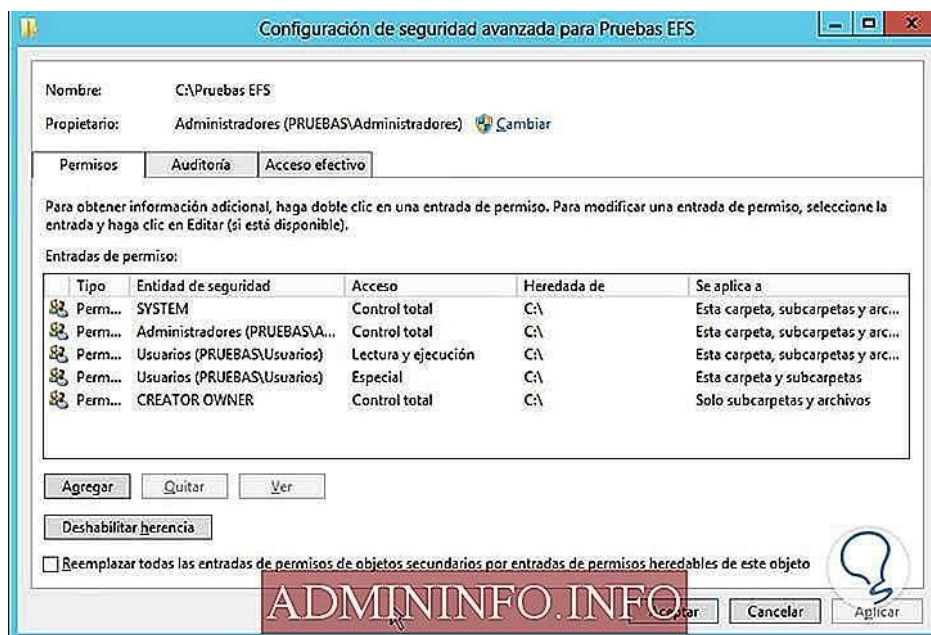 Configuración de seguridad avanzada para Pruebas EFS
Nombre: C:\Pruebas EFS
Propietario: Administradores (PRUEBAS\Administradores) Cambiar
Permisos Auditoría Acceso efectivo
Para obtener información adicional, haga doble clic en una entrada de permiso. Para modificar una entrada de permiso, seleccione la
entrada y haga clic en Editar (si está disponible).
Entradas de permiso:
Tipo Entidad de seguridad Acceso Heredada de Se aplica a
Perm... SYSTEM Control total C:\ Esta carpeta, subcarpetas y arc...
Perm... Administradores (PRUEBAS\A... Control total C:\ Esta carpeta, subcarpetas y arc...
Perm... Usuarios (PRUEBAS\Usuarios) Lectura y ejecución C:\ Esta carpeta, subcarpetas y arc...
Perm... Usuarios (PRUEBAS\Usuarios) Especial C:\ Esta carpeta y subcarpetas
Perm... CREATOR OWNER Control total C:\ Solo subcarpetas y archivos
Agregar Quitar Ver
Deshabilitar herencia
Reemplazar todas las entradas de permisos de objetos secundarios por entradas de permisos heredables de este objeto
ADMININFO.INFO
Aceptar Cancelar Aplicar